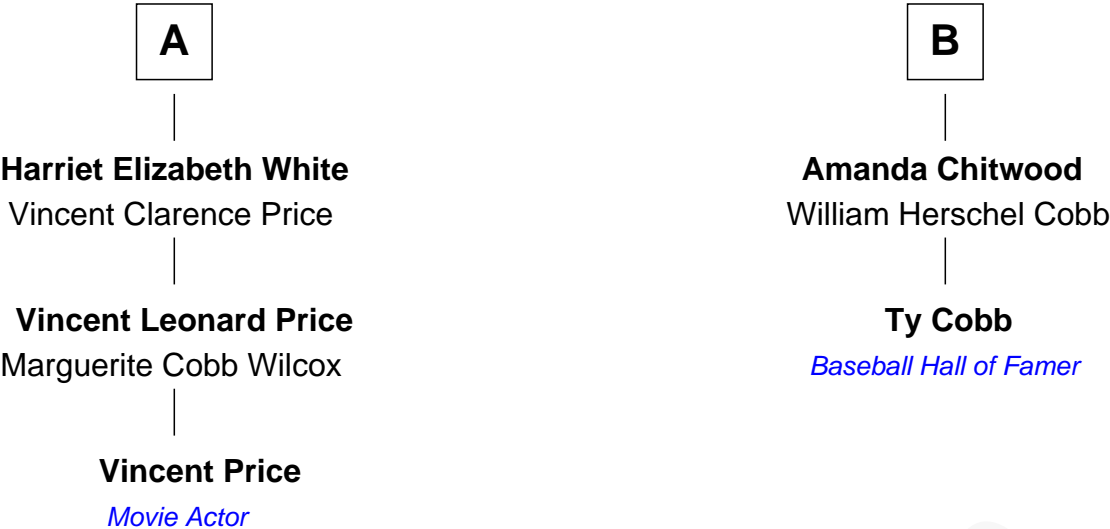 A
Harriet Elizabeth White
Vincent Clarence Price
Vincent Leonard Price
Marguerite Cobb Wilcox
Vincent Price
Movie Actor
B
Amanda Chitwood
William Herschel Cobb
Ty Cobb
Baseball Hall of Famer